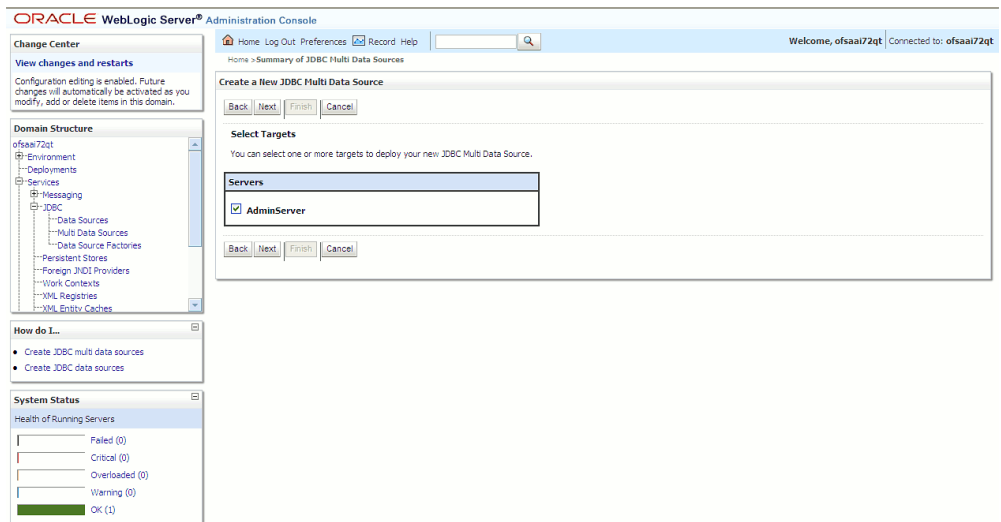 ORACLE WebLogic Server® Administration Console
Change Center
View changes and restarts
Configuration editing is enabled. Future
changes will automatically be activated as you
modify, add or delete items in this domain.
Domain Structure
ofsaai72qt
Environment
Deployments
Services
Messaging
JDBC
Data Sources
Multi Data Sources
Data Source Factories
Persistent Stores
Foreign JNDI Providers
Work Contexts
XML Registries
XML Entity Caches
How do I...
Create JDBC multi data sources
Create JDBC data sources
System Status
Health of Running Servers
Failed (0)
Critical (0)
Overloaded (0)
Warning (0)
OK (1)
Home Log Out Preferences Record Help
Welcome, ofsaai72qt Connected to: ofsaai72qt
Home >Summary of JDBC Multi Data Sources
Create a New JDBC Multi Data Source
Back Next Finish Cancel
Select Targets
You can select one or more targets to deploy your new JDBC Multi Data Source.
Servers
AdminServer
Back Next Finish Cancel